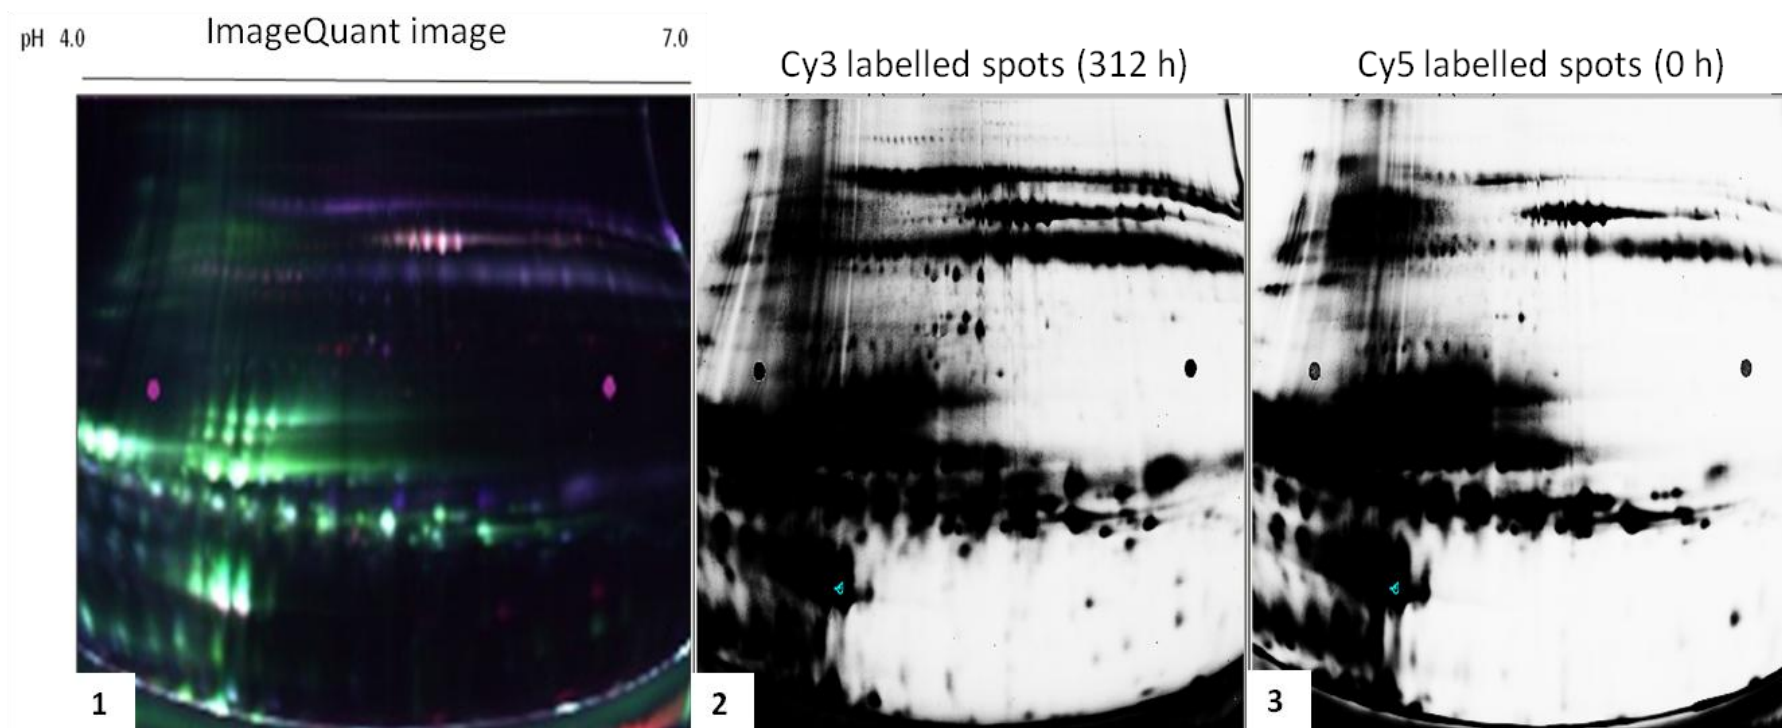 pH 4.0 ImageQuant image 7.0
Cy3 labelled spots (312 h)
Cy5 labelled spots (0 h)
1
2
3